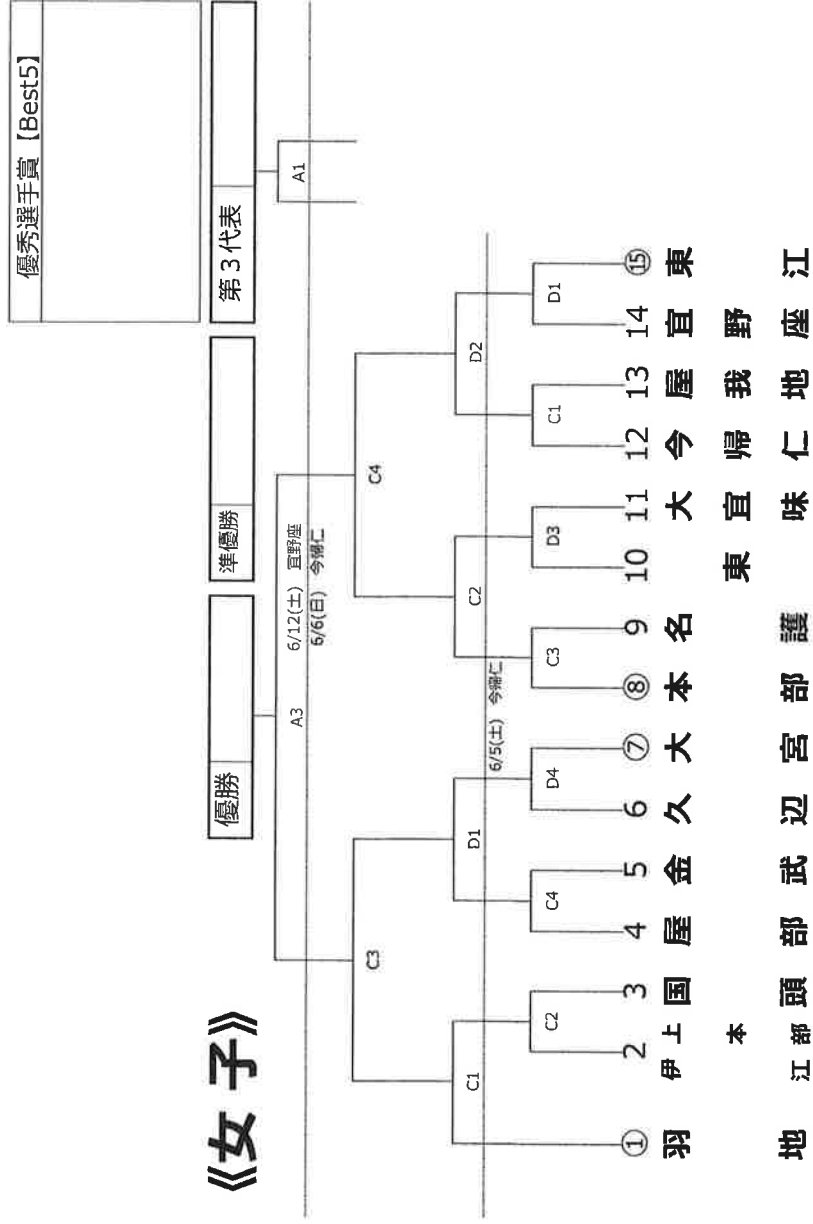 優秀選手賞【Best5】
優勝
準優勝
第3代表
《女子》
A3
A1
6/12(土) 宜野座
6/6(日) 今帰仁
C3
C4
C1
D1
C2
D2
6/5(土) 今帰仁
C2
C4
D4
C3
D3
C1
D1
① 羽地
2 上本部 伊江
3 国頭
4 屋部
5 金武
6 久辺
⑦ 大宮
⑧ 本部
9 名護
10 東
11 大宜味
12 今帰仁
13 屋我地
14 宜野座
⑮ 東江